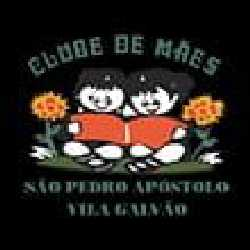 CLUBE DE MÃES
SÃO PEDRO APÓSTOLO
VILA GALVÃO